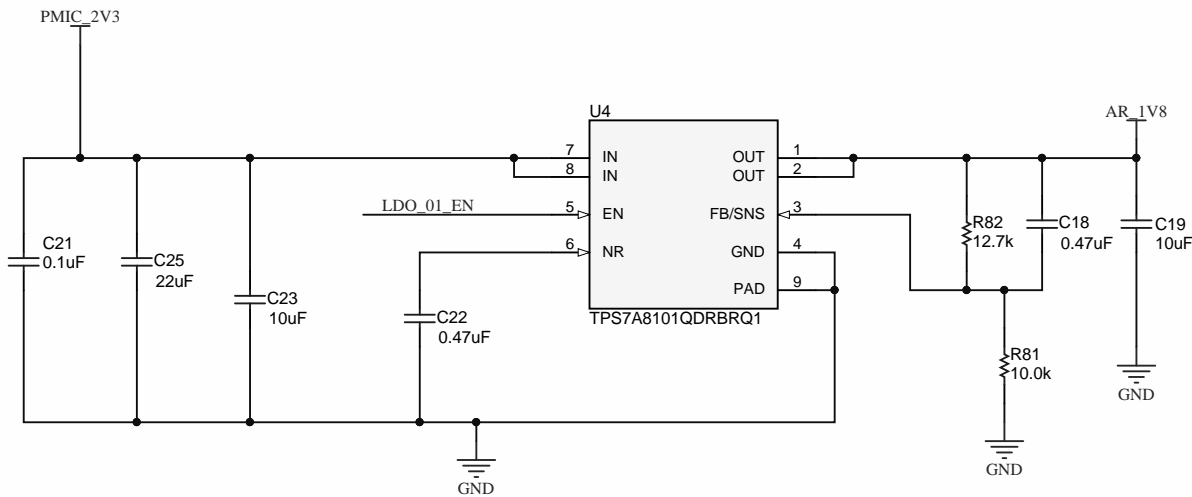 PMIC_2V3
U4
AR_1V8
7 IN OUT 1
8 IN OUT 2
LDO_01_EN 5 EN FB/SNS 3
6 NR GND 4
PAD 9
TPS7A8101QDRBRQ1
C21
0.1uF
C25
22uF
C23
10uF
C22
0.47uF
R82
12.7k
C18
0.47uF
C19
10uF
R81
10.0k
GND
GND
GND